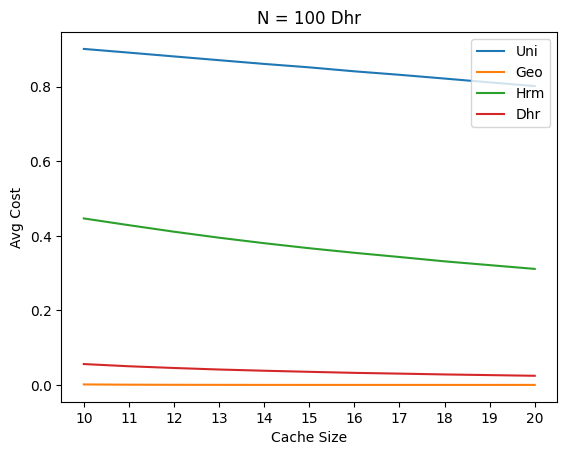 N = 100 Dhr
Uni
Geo
Hrm
Dhr
Avg Cost
0.8
0.6
0.4
0.2
0.0
10 11 12 13 14 15 16 17 18 19 20
Cache Size